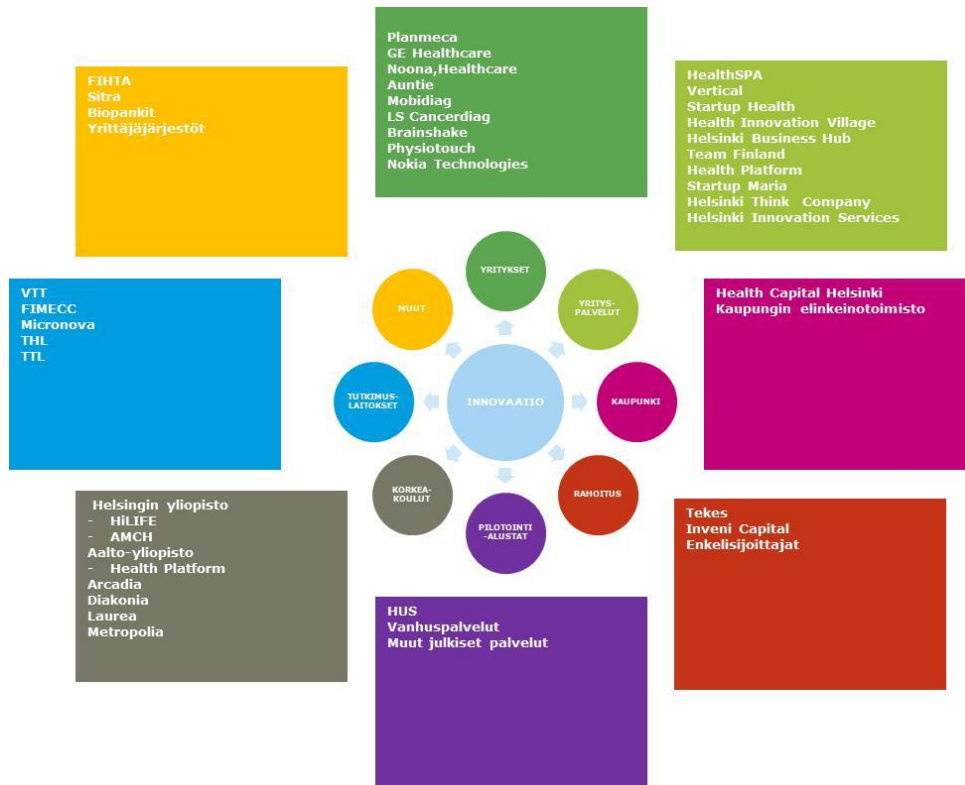 Planmeca
GE Healthcare
Noona,Healthcare
Auntie
Mobidiag
LS Cancerdiag
Brainshake
Physiotouch
Nokia Technologies
FIHTA
Sitra
Biopankit
Yrittäjäjärjestöt
HealthSPA
Vertical
Startup Health
Health Innovation Village
Helsinki Business Hub
Team Finland
Health Platform
Startup Maria
Helsinki Think Company
Helsinki Innovation Services
VTT
FIMECC
Micronova
THL
TTL
YRITYKSET
MUUT
YRITYS-
PALVELUT
TUTKIMUS-
LAITOKSET
INNOVAATIO
KAUPUNKI
KORKEA-
KOULUT
RAHOITUS
PILOTOINTI
-ALUSTAT
Health Capital Helsinki
Kaupungin elinkeinotoimisto
Helsingin yliopisto
- HiLIFE
- AMCH
Aalto-yliopisto
- Health Platform
Arcadia
Diakonia
Laurea
Metropolia
HUS
Vanhuspalvelut
Muut julkiset palvelut
Tekes
Inveni Capital
Enkelisijoittajat